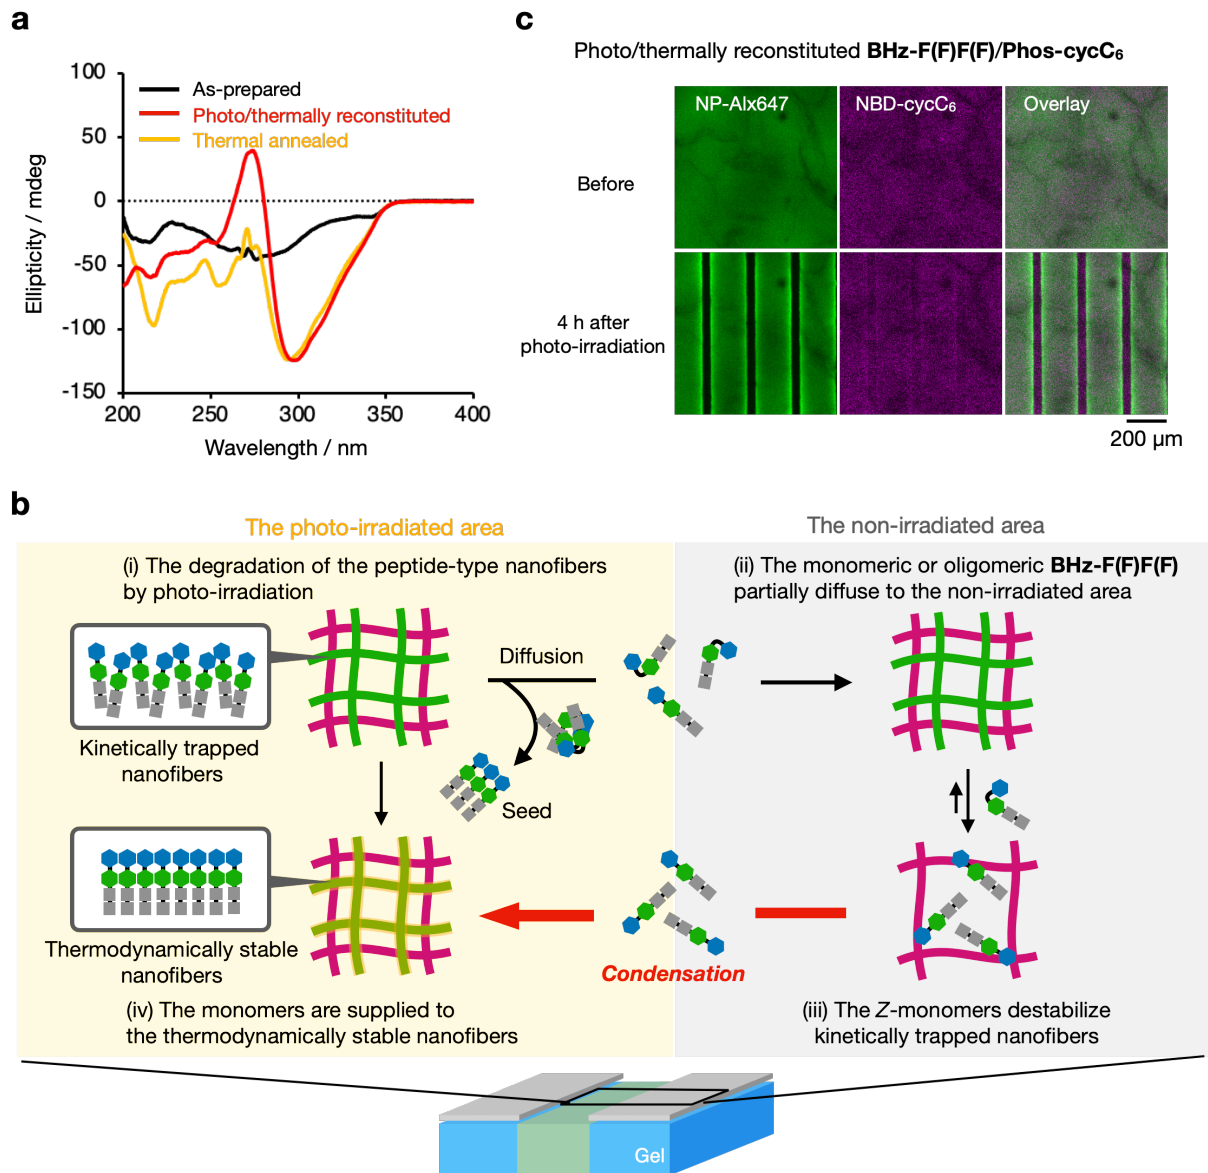 a
100
50
0
-50
-100
-150
200
250
300
350
400
Ellipticity / mdeg
Wavelength / nm
As-prepared
Photo/thermally reconstituted
Thermal annealed
c
Photo/thermally reconstituted BHz-F(F)F(F)/Phos-cycC₆
NP-Alx647
NBD-cycC₆
Overlay
Before
4 h after
photo-irradiation
200 µm
b
The photo-irradiated area
The non-irradiated area
(i) The degradation of the peptide-type nanofibers
by photo-irradiation
(ii) The monomeric or oligomeric BHz-F(F)F(F)
partially diffuse to the non-irradiated area
Diffusion
Kinetically trapped
nanofibers
Seed
Thermodynamically stable
nanofibers
Condensation
(iv) The monomers are supplied to
the thermodynamically stable nanofibers
(iii) The Z-monomers destabilize
kinetically trapped nanofibers
Gel